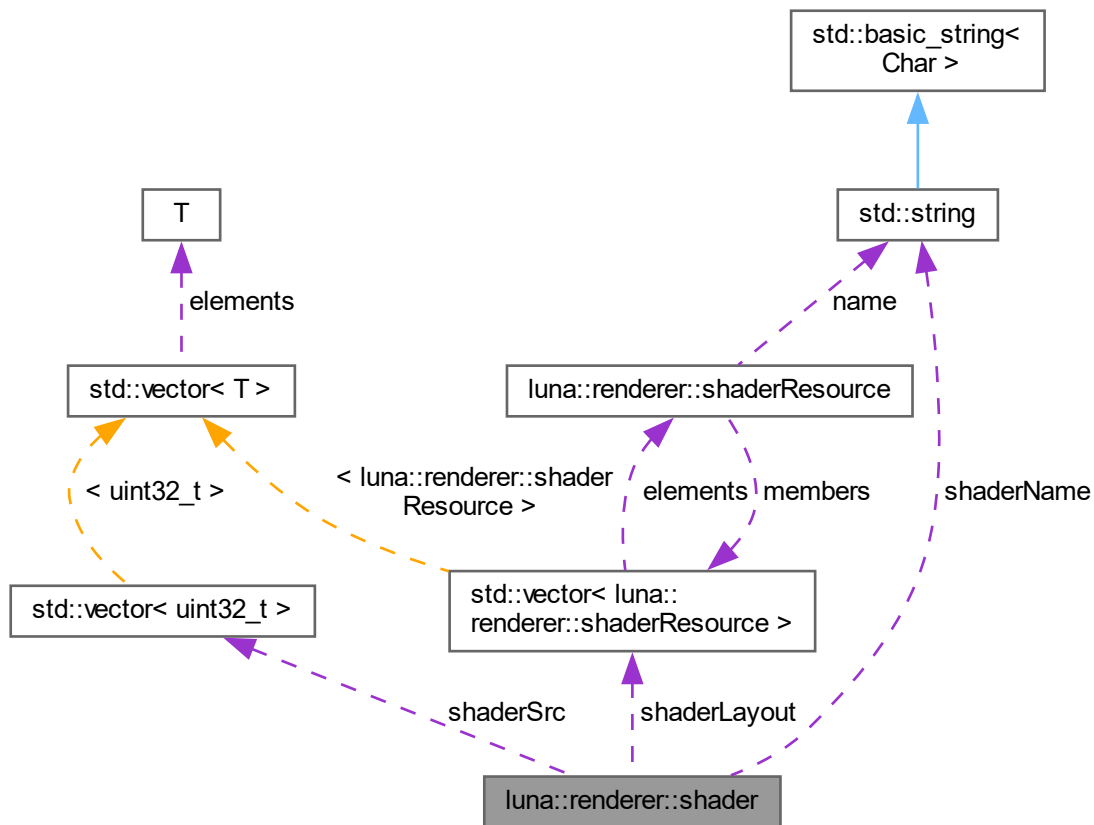 std::basic_string<
Char >
T
std::string
elements
name
std::vector< T >
luna::renderer::shaderResource
< luna::renderer::shader
Resource >
< uint32_t >
elements
members
shaderName
std::vector< uint32_t >
std::vector< luna::
renderer::shaderResource >
shaderSrc
shaderLayout
luna::renderer::shader